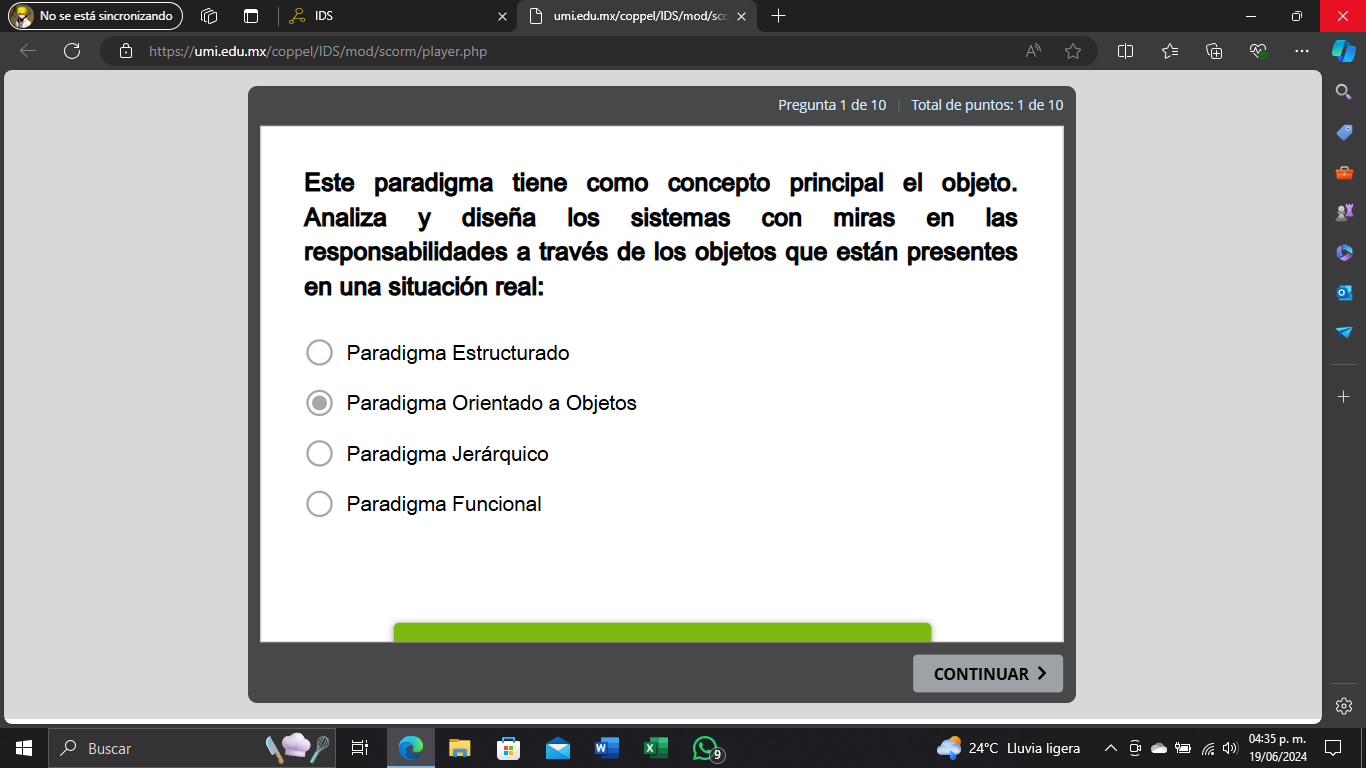 No se está sincronizando
IDS
umi.edu.mx/coppel/IDS/mod/sco
https://umi.edu.mx/coppel/IDS/mod/scorm/player.php
Pregunta 1 de 10 | Total de puntos: 1 de 10
Este paradigma tiene como concepto principal el objeto.
Analiza y diseña los sistemas con miras en las
responsabilidades a través de los objetos que están presentes
en una situación real:
Paradigma Estructurado
Paradigma Orientado a Objetos
Paradigma Jerárquico
Paradigma Funcional
CONTINUAR
Buscar
9
24°C Lluvia ligera
04:35 p. m.
19/06/2024